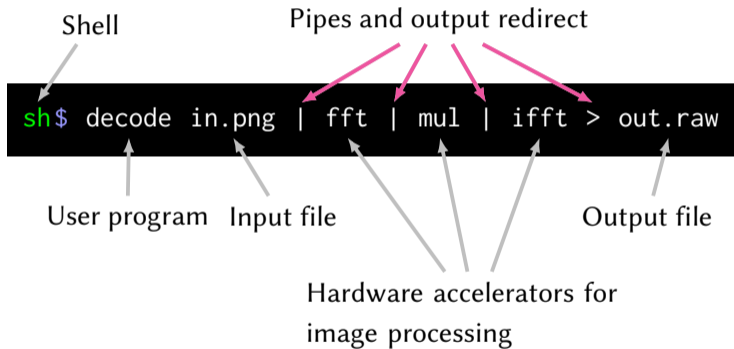 Shell
Pipes and output redirect
sh$ decode in.png | fft | mul | ifft > out.raw
User program
Input file
Output file
Hardware accelerators for
image processing